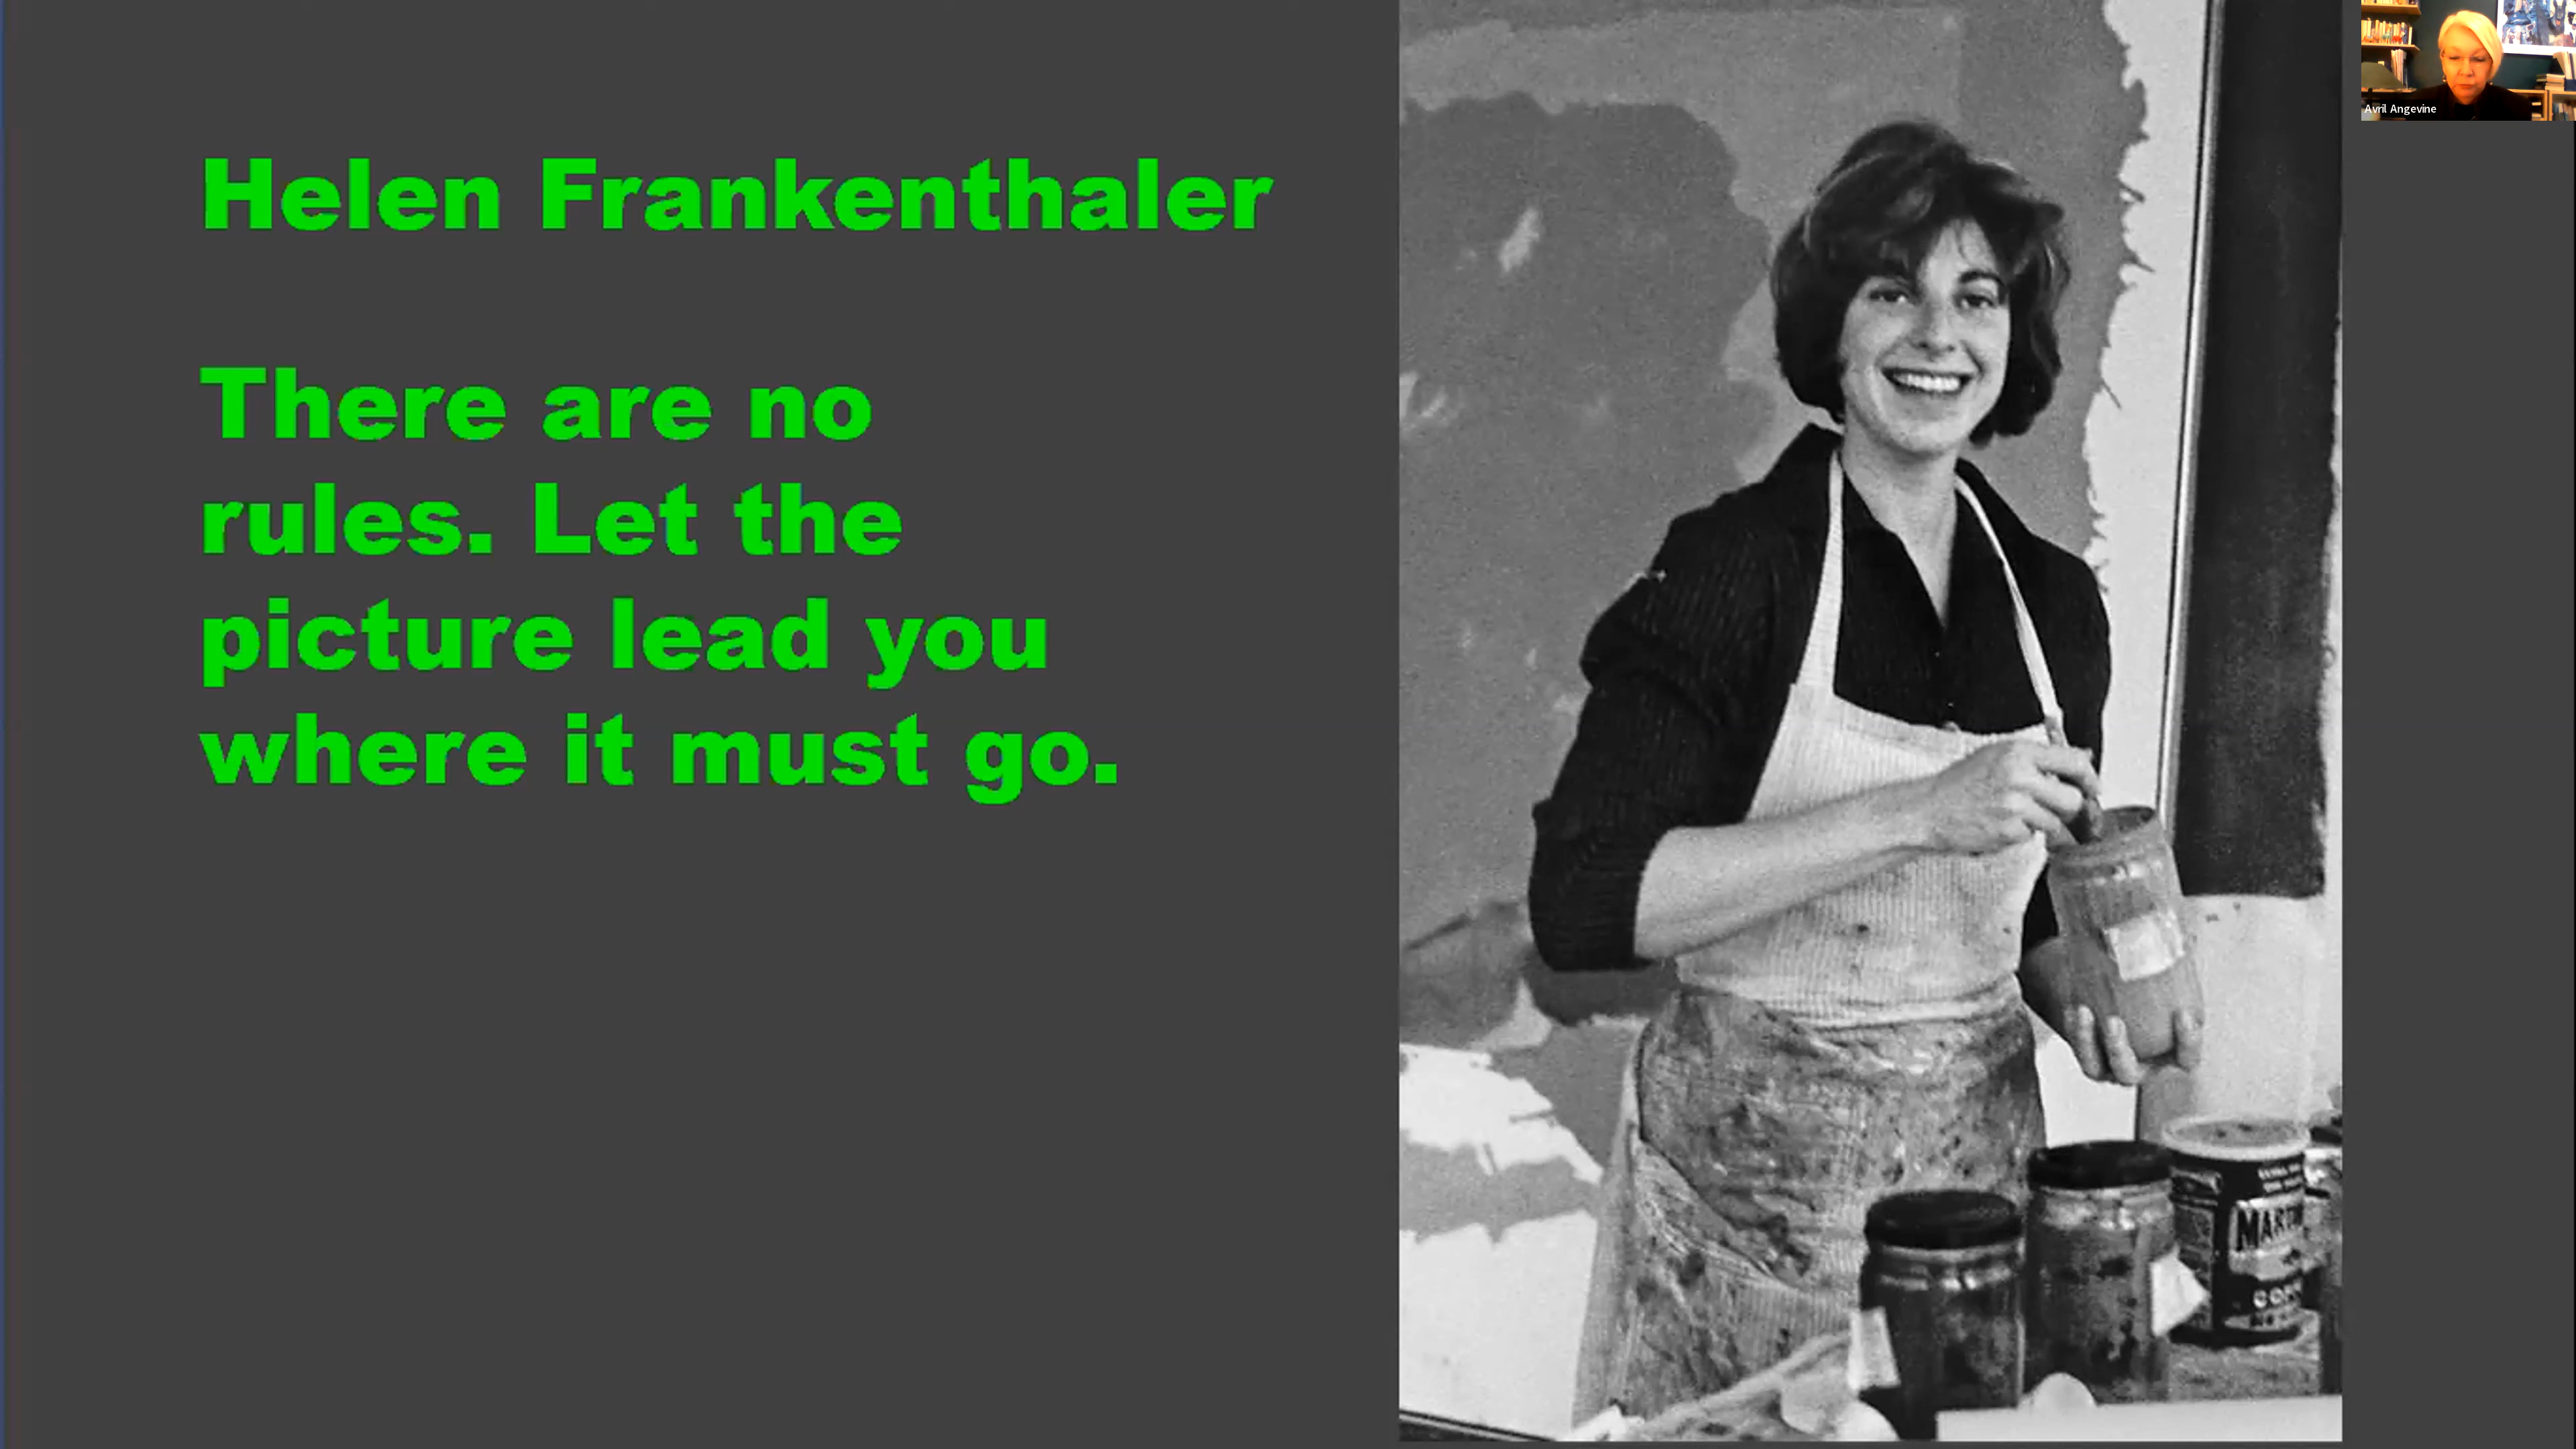 Helen Frankenthaler
There are no
rules. Let the
picture lead you
where it must go.
Avril Angevine